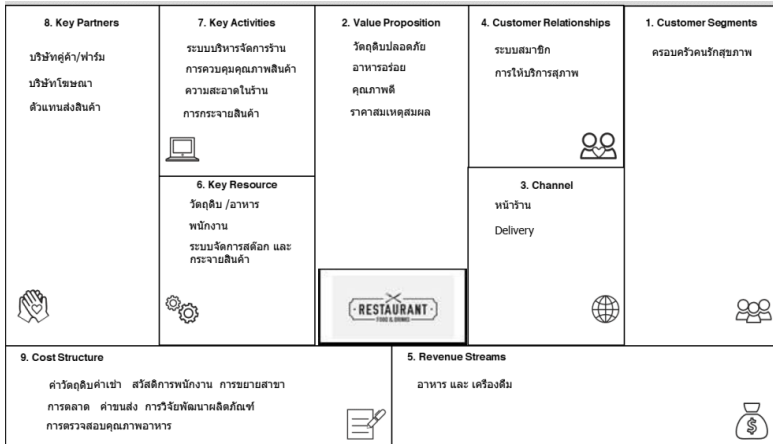 8. Key Partners
บริษัทคู่ค้า/ฟาร์ม
บริษัทโฆษณา
ตัวแทนส่งสินค้า
7. Key Activities
ระบบบริหารจัดการร้าน
การควบคุมคุณภาพสินค้า
ความสะอาดในร้าน
การกระจายสินค้า
6. Key Resource
วัตถุดิบ /อาหาร
พนักงาน
ระบบจัดการสต๊อก และ
กระจายสินค้า
2. Value Proposition
วัตถุดิบปลอดภัย
อาหารอร่อย
คุณภาพดี
ราคาสมเหตุสมผล
RESTAURANT
FOOD & DRINKS
4. Customer Relationships
ระบบสมาชิก
การให้บริการสุภาพ
3. Channel
หน้าร้าน
Delivery
1. Customer Segments
ครอบครัวคนรักสุขภาพ
9. Cost Structure
ค่าวัตถุดิบค่าเช่า สวัสดิการพนักงาน การขยายสาขา
การตลาด ค่าขนส่ง การวิจัยพัฒนาผลิตภัณฑ์
การตรวจสอบคุณภาพอาหาร
5. Revenue Streams
อาหาร และ เครื่องดื่ม
$